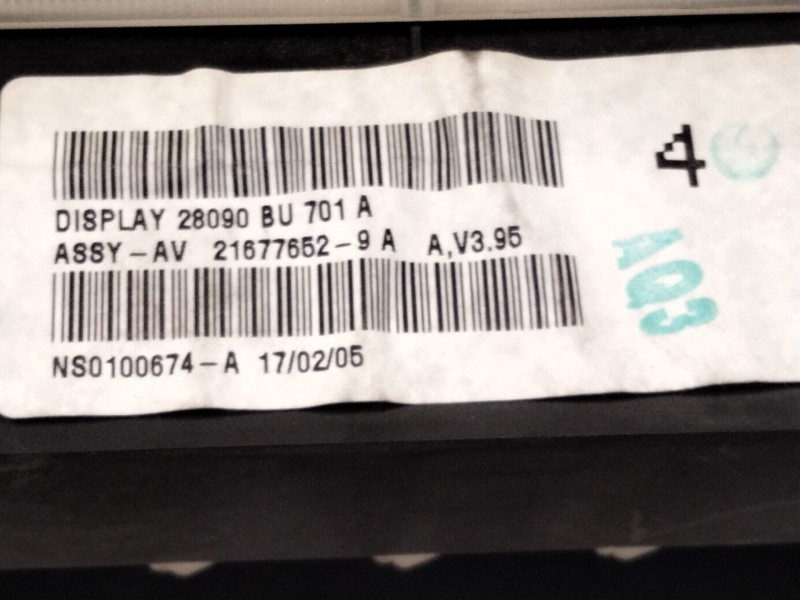 DISPLAY 28090 BU 701 A
ASSY-AV 21677652-9 A A,V3.95
NS0100674-A 17/02/05
4
AQ3